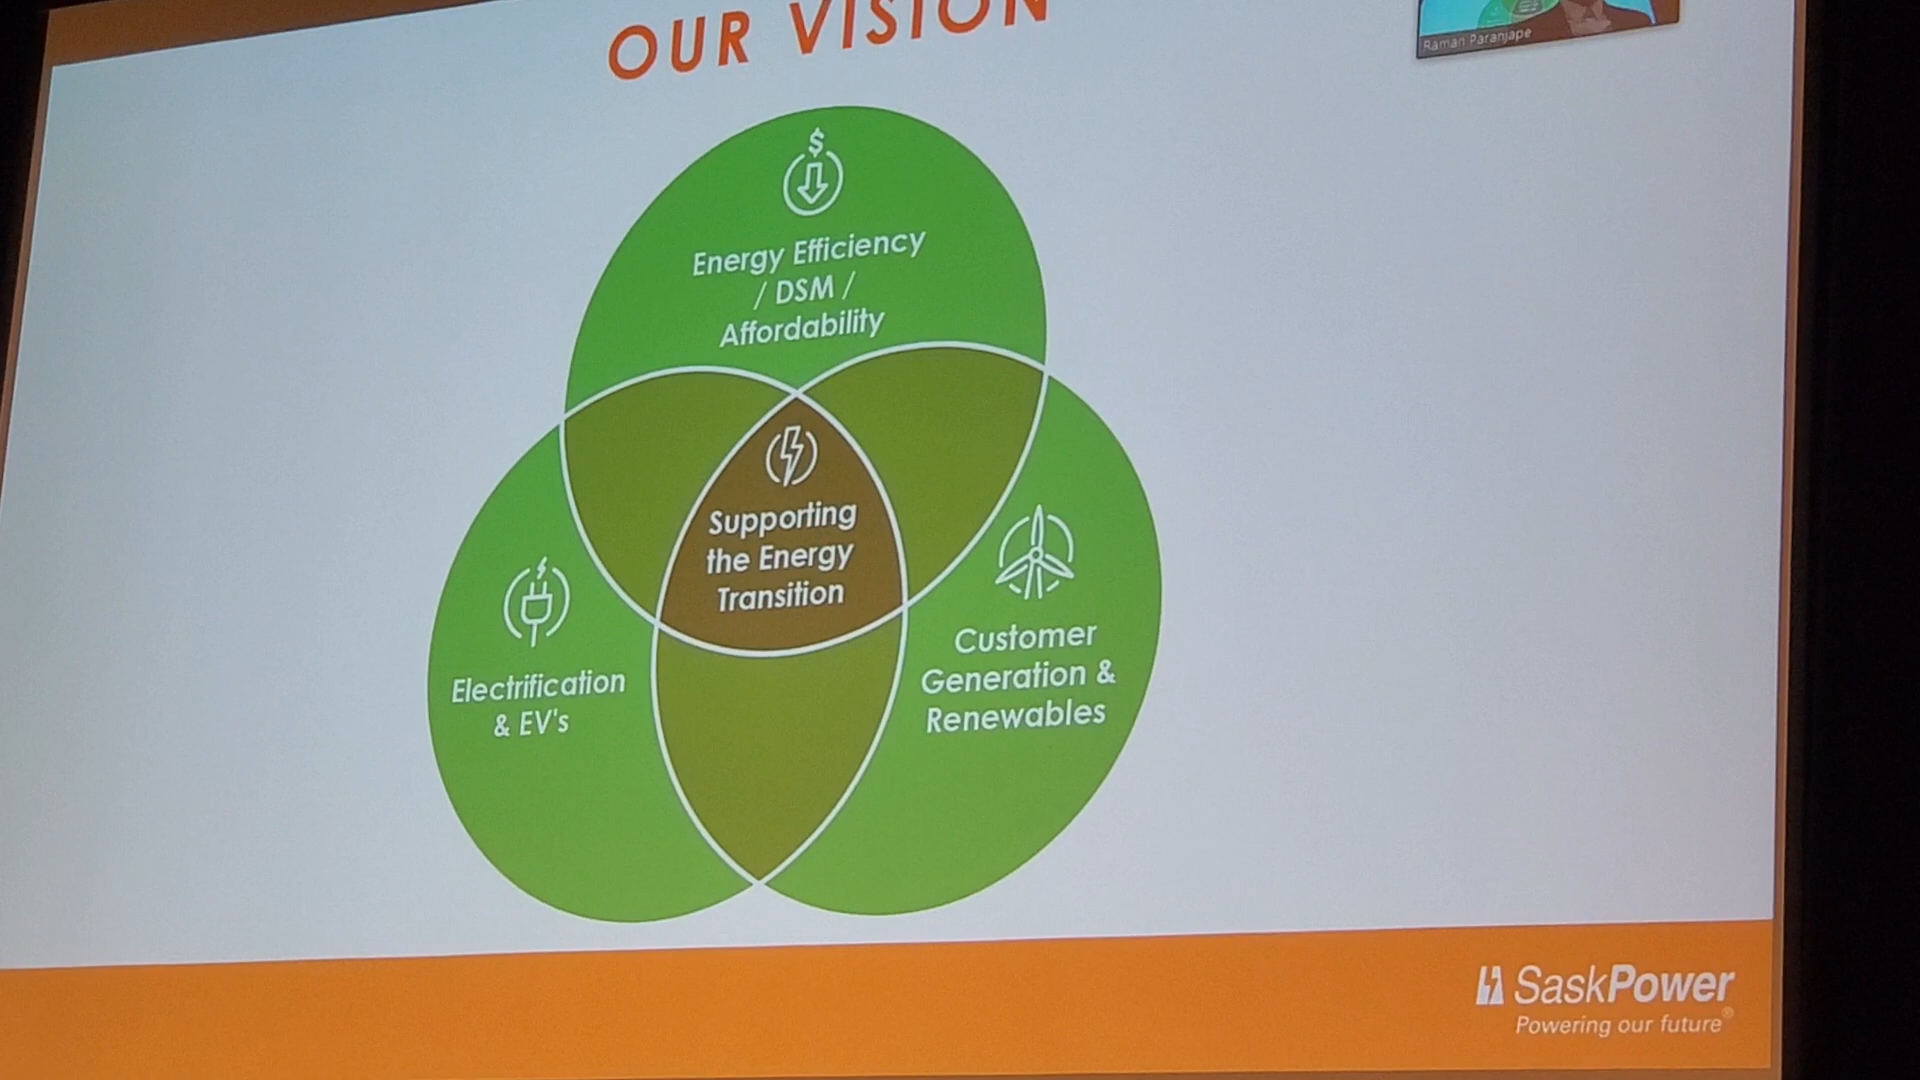 OUR VISION
Raman Paranjape
$
Energy Efficiency
/ DSM /
Affordability
Supporting
the Energy
Transition
Electrification
& EV's
Customer
Generation &
Renewables
SaskPower
Powering our future®